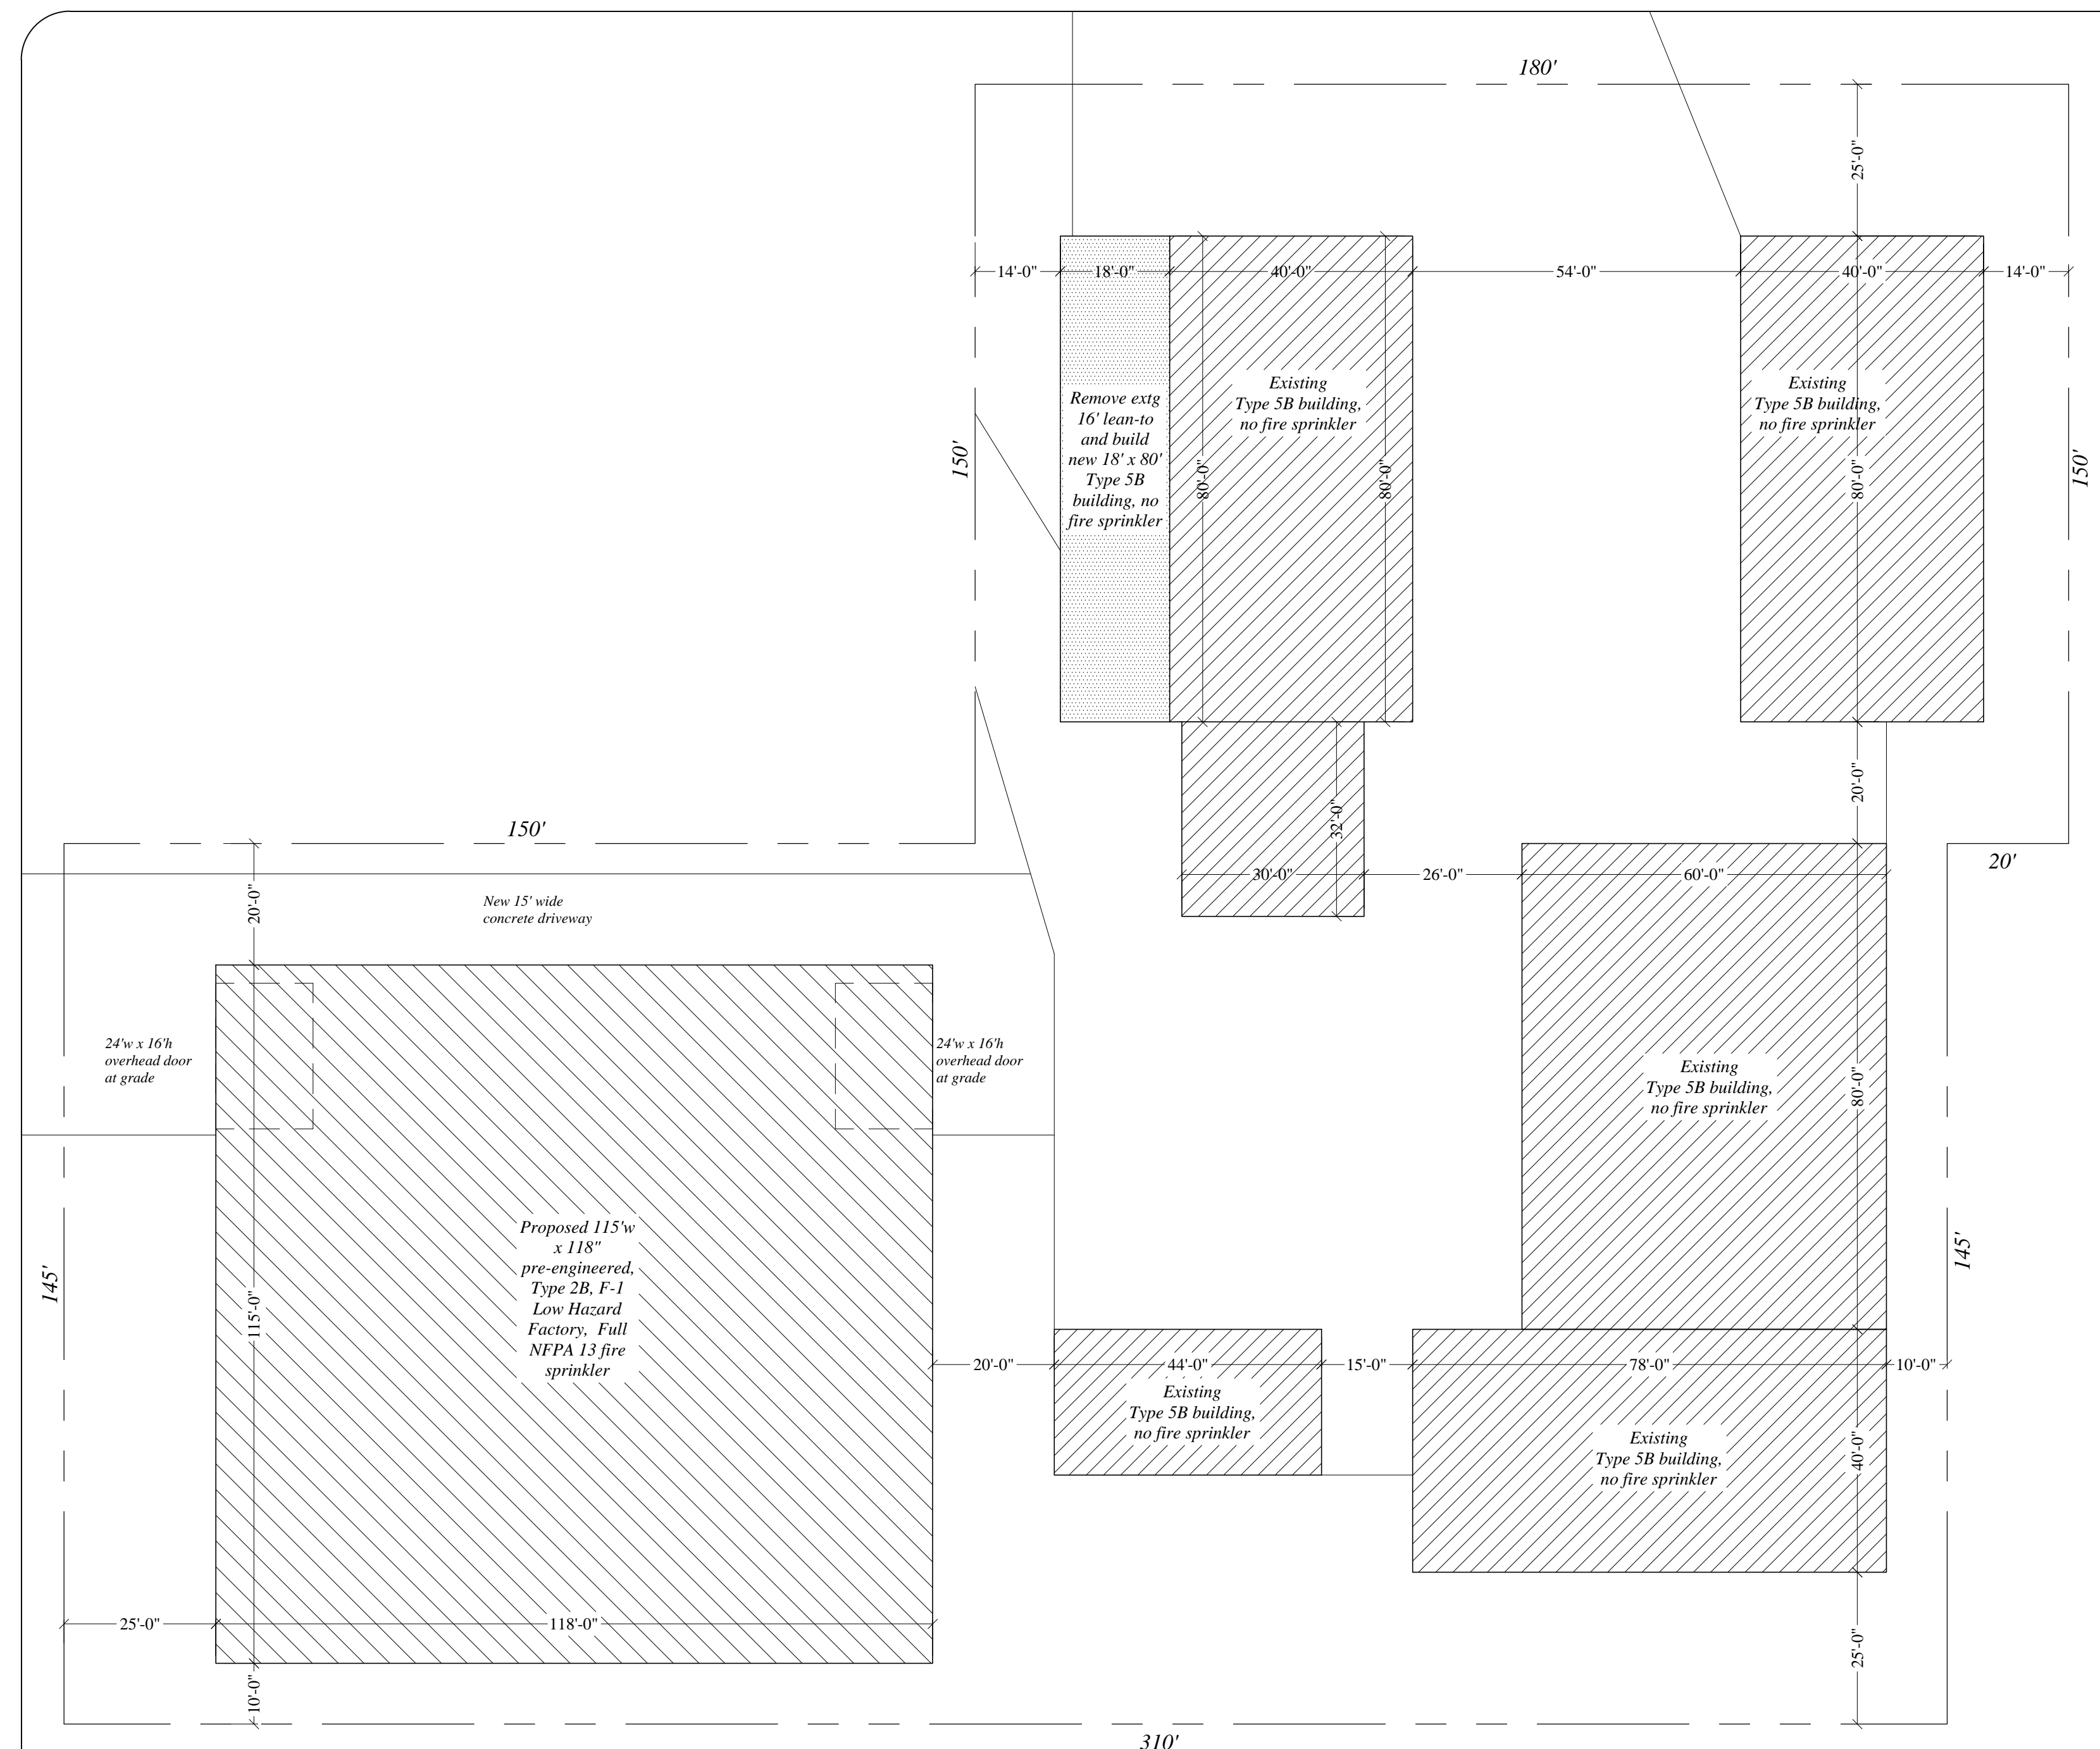 180'
25'-0"
14'-0"
18'-0"
40'-0"
54'-0"
40'-0"
14'-0"
Remove extg
16' lean-to
and build
new 18' x 80'
Type 5B
building, no
fire sprinkler
Existing
Type 5B building,
no fire sprinkler
Existing
Type 5B building,
no fire sprinkler
150'
80'-0"
80'-0"
80'-0"
150'
150'
32'-0"
20'-0"
20'
30'-0"
26'-0"
60'-0"
20'-0"
New 15' wide
concrete driveway
24'w x 16'h
overhead door
at grade
24'w x 16'h
overhead door
at grade
Existing
Type 5B building,
no fire sprinkler
80'-0"
145'
115'-0"
Proposed 115'w
x 118"
pre-engineered,
Type 2B, F-1
Low Hazard
Factory, Full
NFPA 13 fire
sprinkler
145'
20'-0"
44'-0"
15'-0"
78'-0"
10'-0"
Existing
Type 5B building,
no fire sprinkler
Existing
Type 5B building,
no fire sprinkler
40'-0"
25'-0"
118'-0"
25'-0"
10'-0"
310'